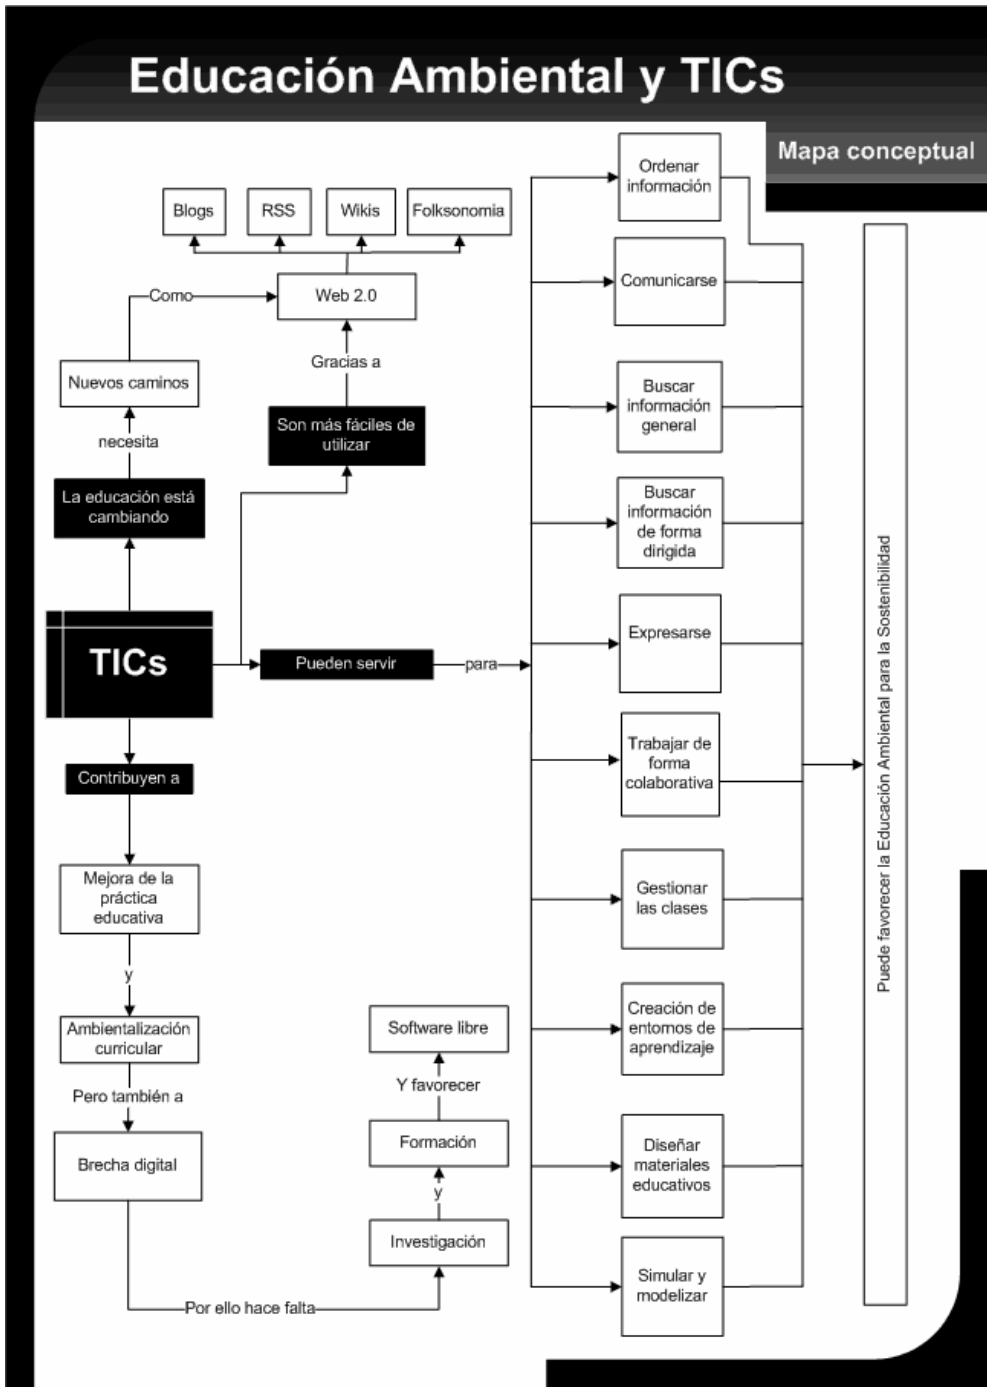 Educación Ambiental y TICs
Mapa conceptual
Blogs
RSS
Wikis
Folksonomia
Como
Web 2.0
Gracias a
Nuevos caminos
necesita
Son más fáciles de
utilizar
La educación está
cambiando
TICs
Pueden servir
para
Contribuyen a
Mejora de la
práctica
educativa
y
Ambientalización
curricular
Pero también a
Brecha digital
Por ello hace falta
Investigación
y
Formación
Y favorecer
Software libre
Ordenar
información
Comunicarse
Buscar
información
general
Buscar
información
de forma
dirigida
Expresarse
Trabajar de
forma
colaborativa
Gestionar
las clases
Creación de
entornos de
aprendizaje
Diseñar
materiales
educativos
Simular y
modelizar
Puede favorecer la Educación Ambiental para la Sostenibilidad